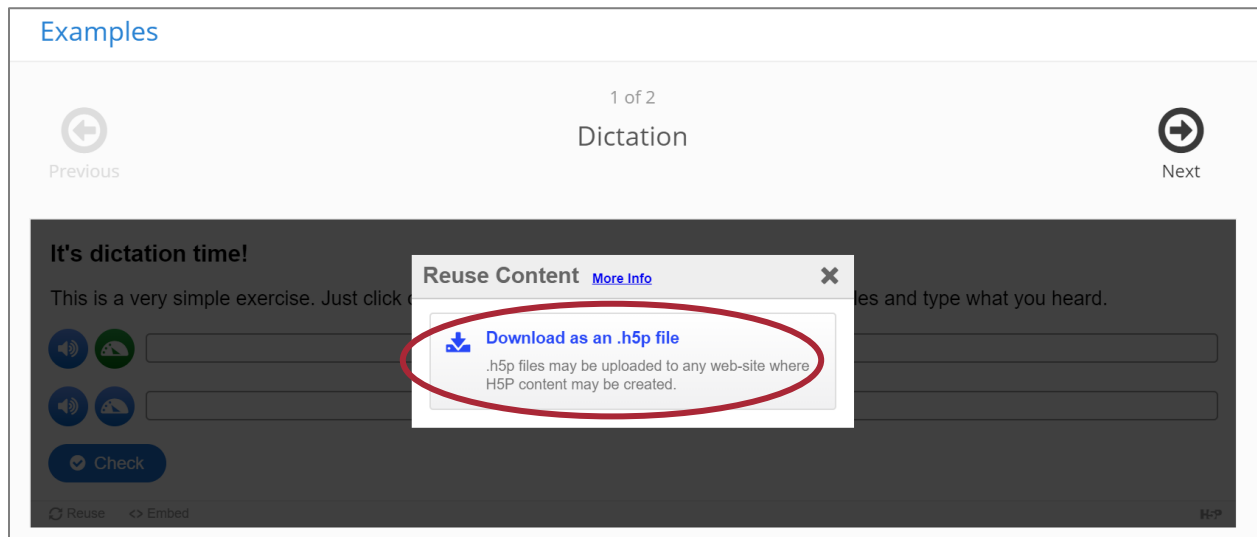 Examples
1 of 2
Dictation
Previous
Next
It's dictation time!
Reuse Content More Info
This is a very simple exercise. Just click les and type what you heard.
Download as an .h5p file
.h5p files may be uploaded to any web-site where
H5P content may be created.
Check
Reuse <> Embed
H-P